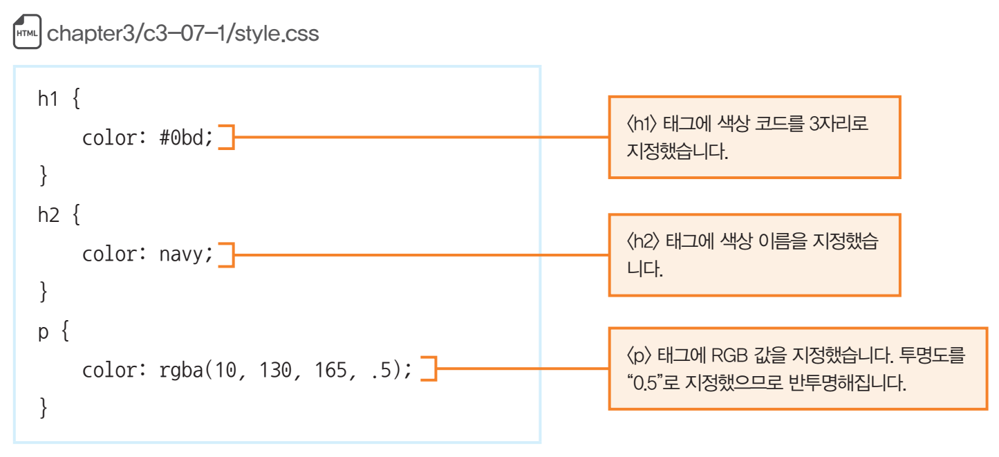 HTML chapter3/c3-07-1/style.css
h1 {
color: #0bd;
}
h2 {
color: navy;
}
p {
color: rgba(10, 130, 165, .5);
}
〈h1〉 태그에 색상 코드를 3자리로
지정했습니다.
〈h2〉 태그에 색상 이름을 지정했습
니다.
〈p〉 태그에 RGB 값을 지정했습니다. 투명도를
“0.5”로 지정했으므로 반투명해집니다.